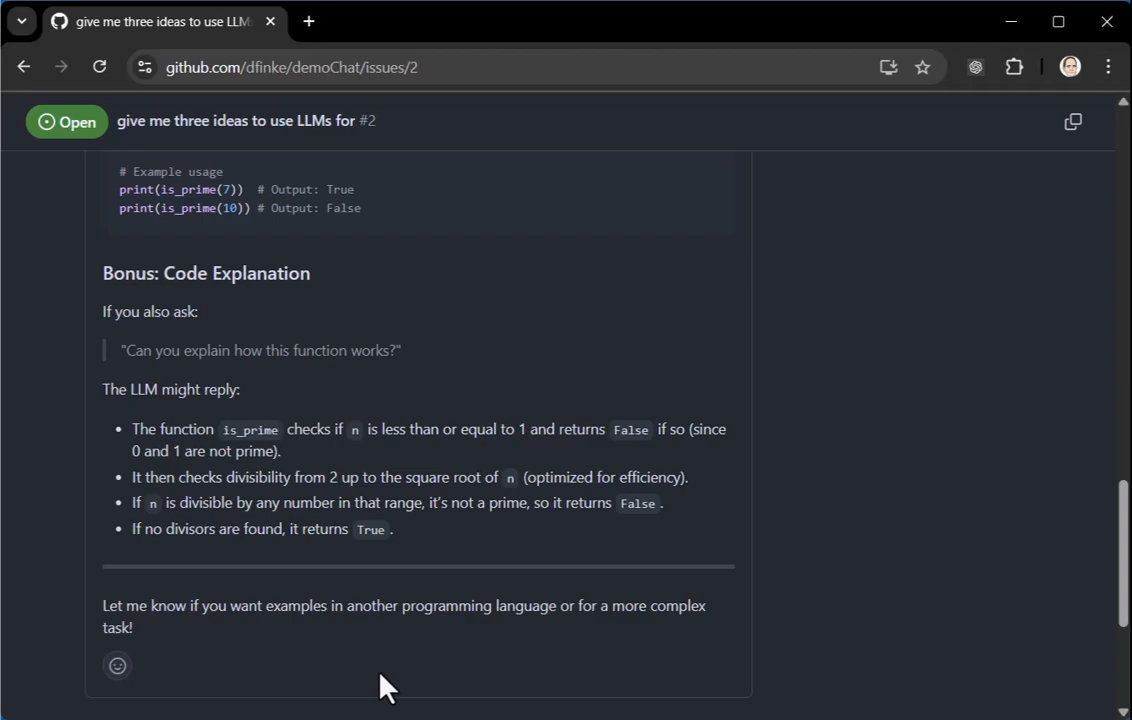 give me three ideas to use LLMs
github.com/dfinke/demoChat/issues/2
Open
give me three ideas to use LLMs for #2
# Example usage
print(is_prime(7))  # Output: True
print(is_prime(10)) # Output: False
Bonus: Code Explanation
If you also ask:
"Can you explain how this function works?"
The LLM might reply:
• The function is_prime checks if n is less than or equal to 1 and returns False if so (since
0 and 1 are not prime).
• It then checks divisibility from 2 up to the square root of n (optimized for efficiency).
• If n is divisible by any number in that range, it's not a prime, so it returns False.
• If no divisors are found, it returns True.
Let me know if you want examples in another programming language or for a more complex
task!